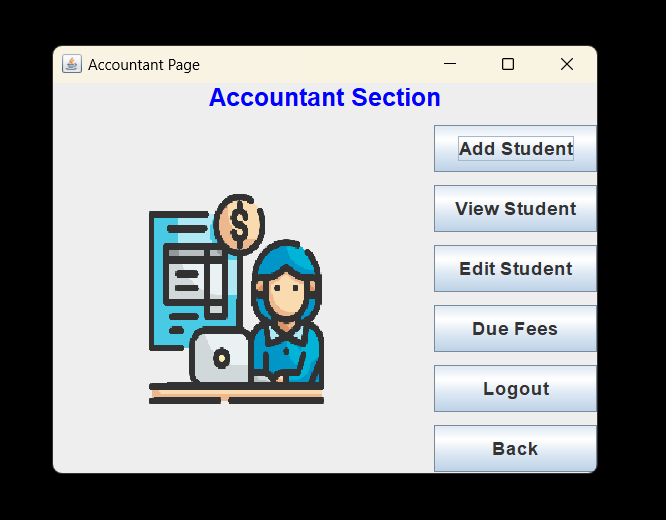 Accountant Page
Accountant Section
Add Student
$
View Student
Edit Student
Due Fees
Logout
Back